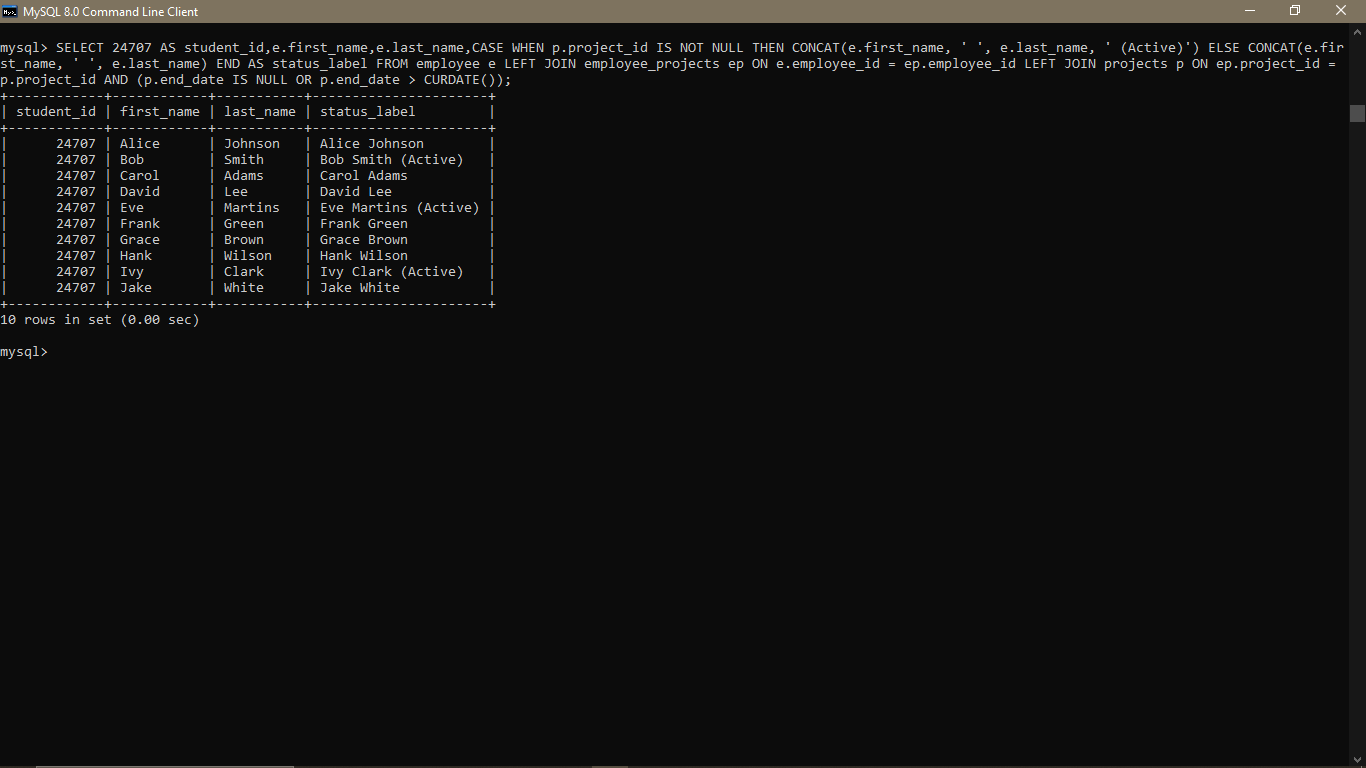 MySQL 8.0 Command Line Client
mysql> SELECT 24707 AS student_id,e.first_name,e.last_name,CASE WHEN p.project_id IS NOT NULL THEN CONCAT(e.first_name, ' ', e.last_name, ' (Active)') ELSE CONCAT(e.fir
st_name, ' ', e.last_name) END AS status_label FROM employee e LEFT JOIN employee_projects ep ON e.employee_id = ep.employee_id LEFT JOIN projects p ON ep.project_id =
p.project_id AND (p.end_date IS NULL OR p.end_date > CURDATE());
+------------+------------+-----------+----------------------+
| student_id | first_name | last_name | status_label         |
+------------+------------+-----------+----------------------+
|      24707 | Alice      | Johnson   | Alice Johnson        |
|      24707 | Bob        | Smith     | Bob Smith (Active)   |
|      24707 | Carol      | Adams     | Carol Adams          |
|      24707 | David      | Lee       | David Lee            |
|      24707 | Eve        | Martins   | Eve Martins (Active) |
|      24707 | Frank      | Green     | Frank Green          |
|      24707 | Grace      | Brown     | Grace Brown          |
|      24707 | Hank       | Wilson    | Hank Wilson          |
|      24707 | Ivy        | Clark     | Ivy Clark (Active)   |
|      24707 | Jake       | White     | Jake White           |
+------------+------------+-----------+----------------------+
10 rows in set (0.00 sec)
mysql>